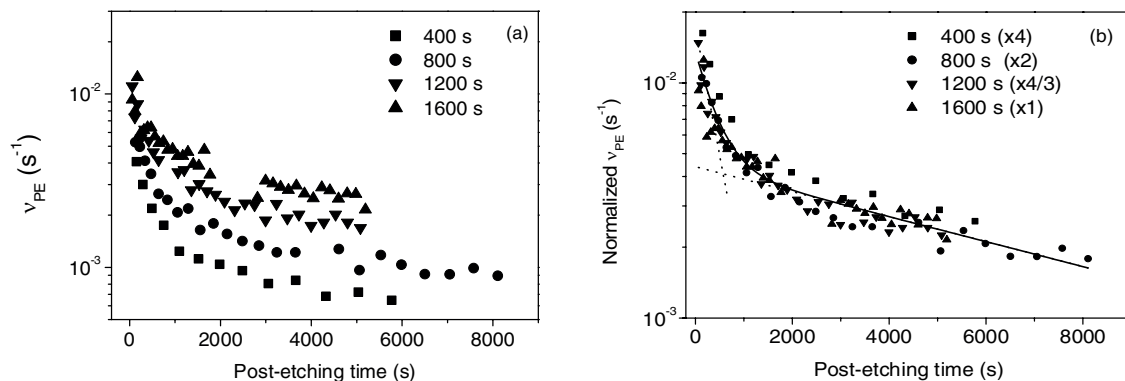 (a)
400 s
800 s
1200 s
1600 s
10⁻²
10⁻³
ν_PE (s⁻¹)
0 2000 4000 6000 8000
Post-etching time (s)
(b)
400 s (x4)
800 s (x2)
1200 s (x4/3)
1600 s (x1)
10⁻²
10⁻³
Normalized ν_PE (s⁻¹)
0 2000 4000 6000 8000
Post-etching time (s)